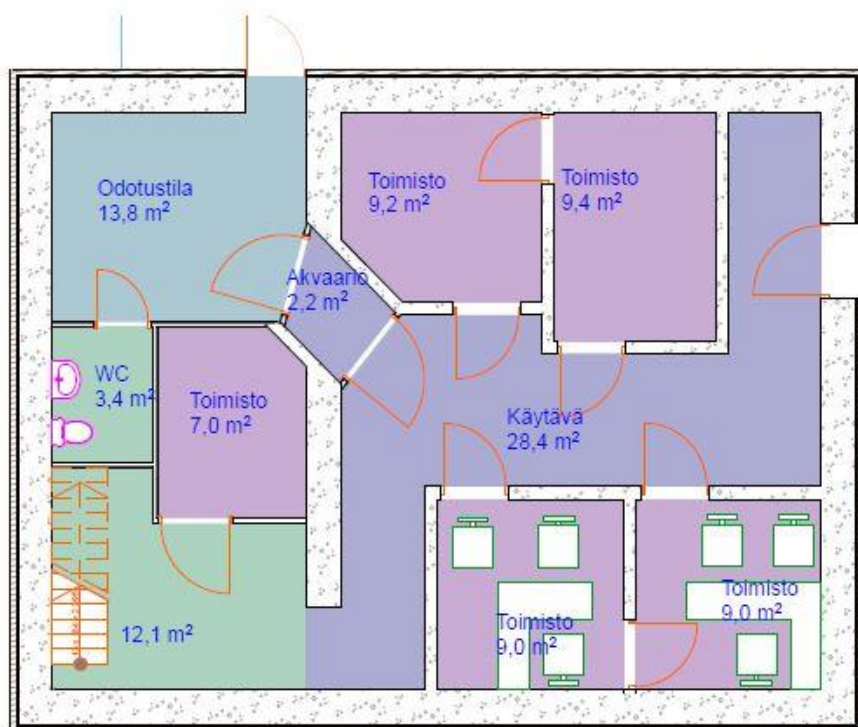 Odotustila
13,8 m²
Toimisto
9,2 m²
Toimisto
9,4 m²
Akvaario
2,2 m²
WC
3,4 m²
Toimisto
7,0 m²
Käytävä
28,4 m²
12,1 m²
Toimisto
9,0 m²
Toimisto
9,0 m²